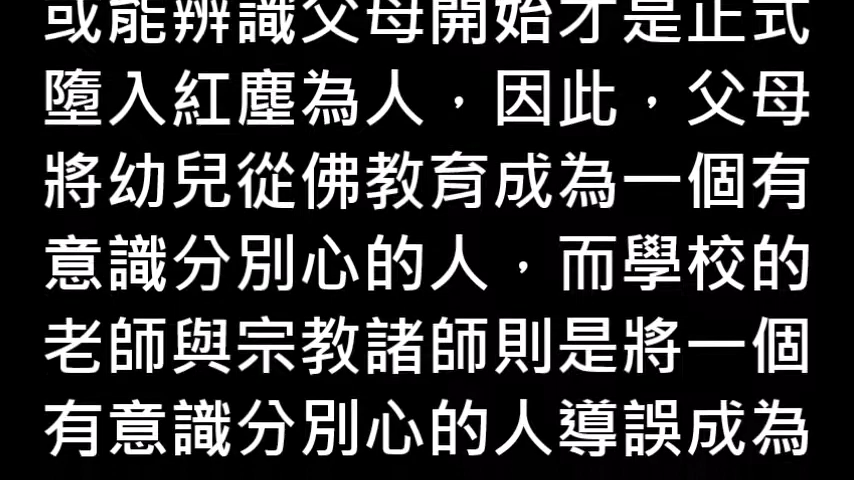 或能辨識父母開始才是正式
墮入紅塵為人，因此，父母
將幼兒從佛教育成為一個有
意識分別心的人，而學校的
老師與宗教諸師則是將一個
有意識分別心的人導誤成為